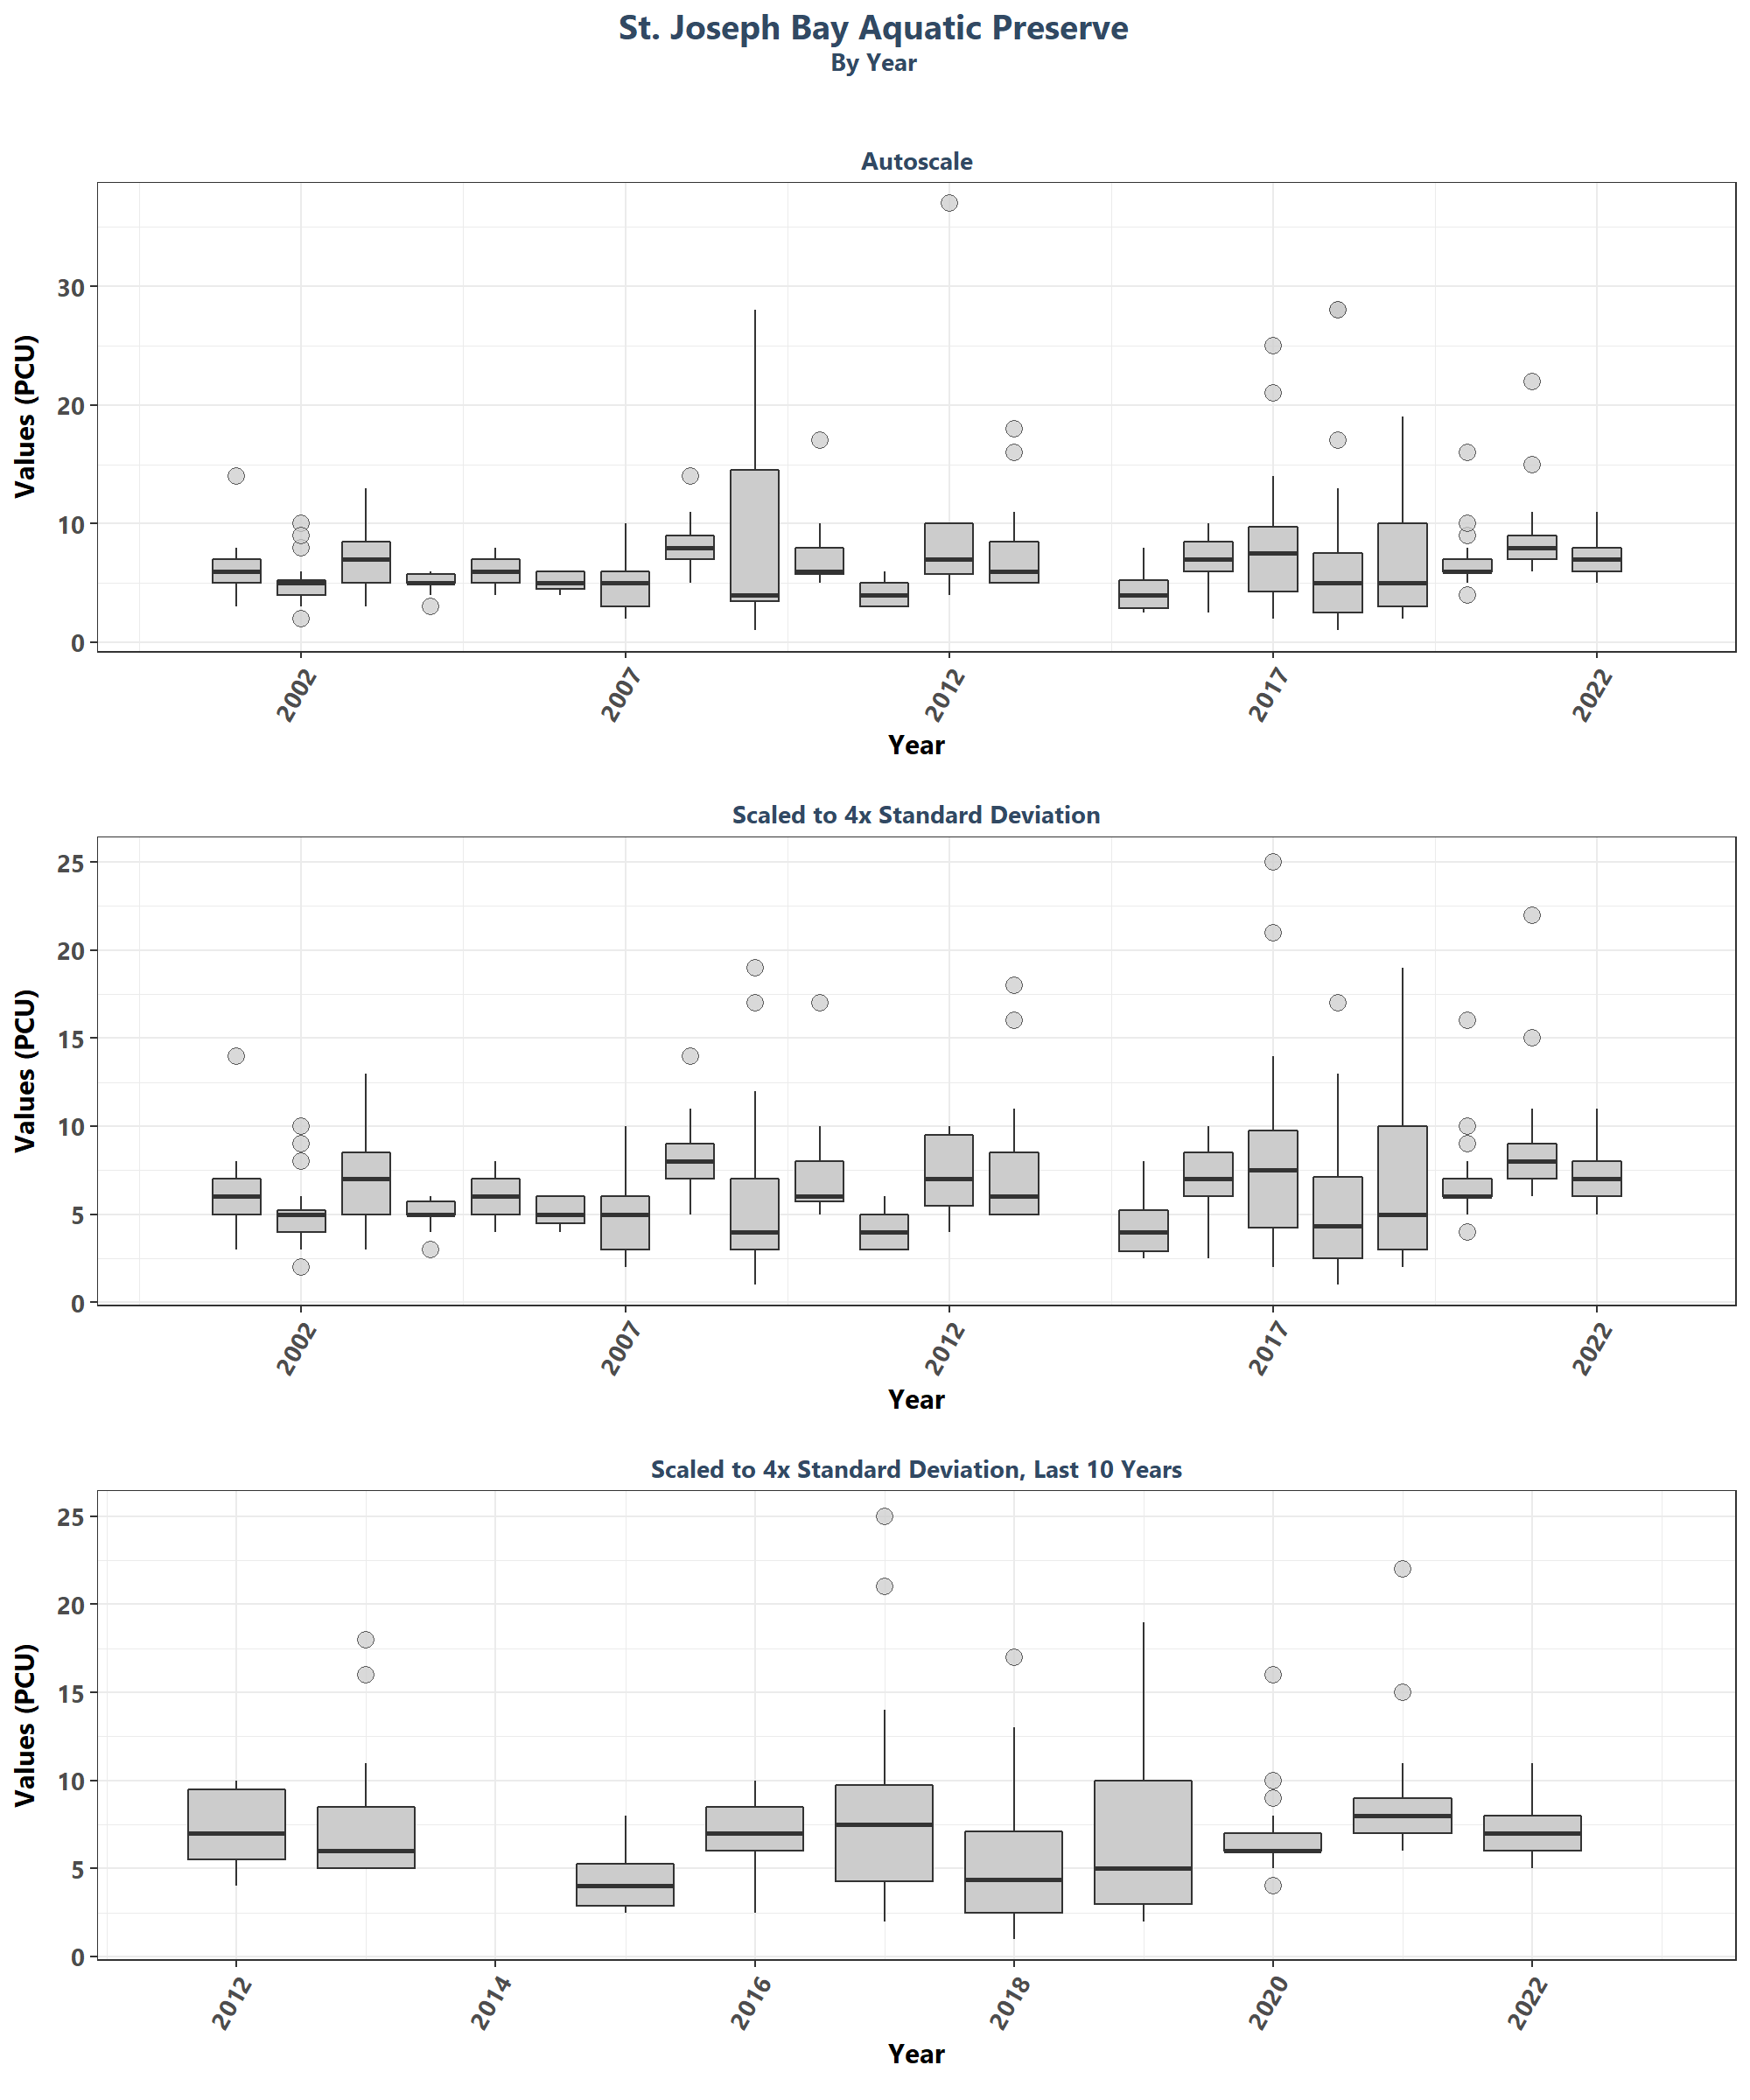 St. Joseph Bay Aquatic Preserve
By Year
Autoscale
Values (PCU)
30
20
10
0
2002 2007 2012 2017 2022
Year
Scaled to 4x Standard Deviation
Values (PCU)
25
20
15
10
5
0
2002 2007 2012 2017 2022
Year
Scaled to 4x Standard Deviation, Last 10 Years
Values (PCU)
25
20
15
10
5
0
2012 2014 2016 2018 2020 2022
Year